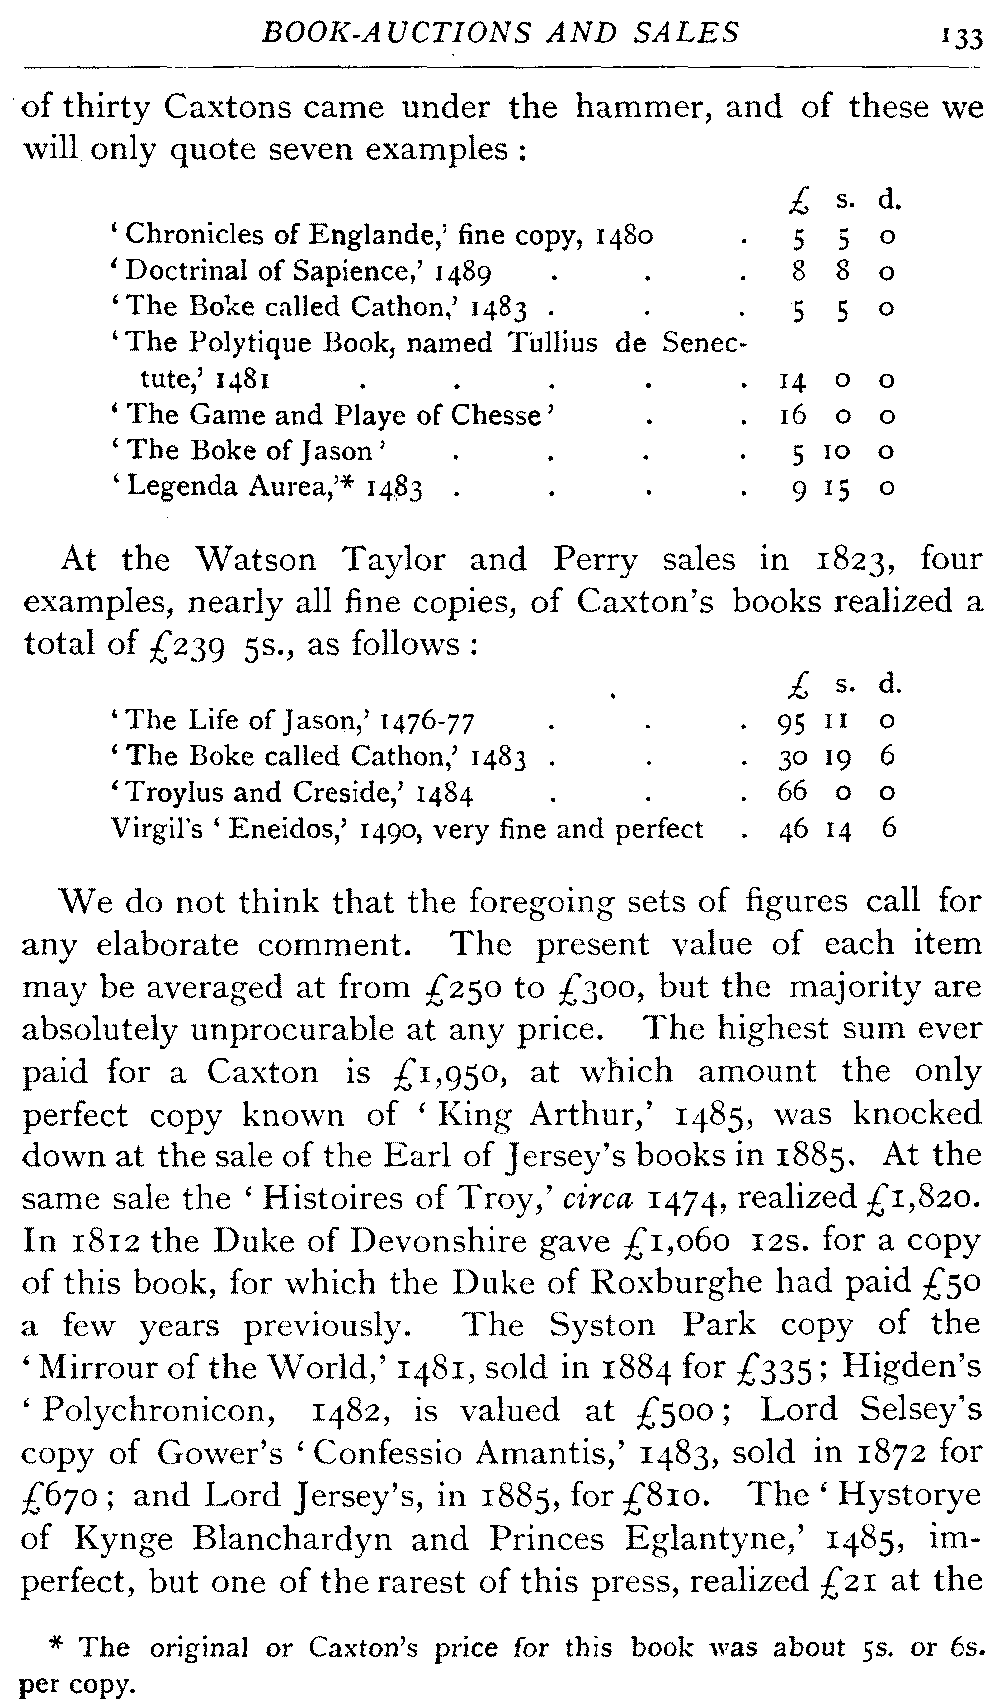 BOOK-AUCTIONS AND SALES 133
of thirty Caxtons came under the hammer, and of these we
will only quote seven examples :
£ s. d.
‘ Chronicles of Englande,’ fine copy, 1480 . 5 5 0
‘ Doctrinal of Sapience,’ 1489 . . . 8 8 0
‘ The Boke called Cathon,’ 1483 . . . 5 5 0
‘ The Polytique Book, named Tullius de Senec-
tute,’ 1481 . . . . . 14 0 0
‘ The Game and Playe of Chesse ’ . . 16 0 0
‘ The Boke of Jason ’ . . . . 5 10 0
‘ Legenda Aurea,’* 1483 . . . . 9 15 0
At the Watson Taylor and Perry sales in 1823, four
examples, nearly all fine copies, of Caxton’s books realized a
total of £239 5s., as follows :
£ s. d.
‘ The Life of Jason,’ 1476-77 . . . 95 11 0
‘ The Boke called Cathon,’ 1483 . . . 30 19 6
‘ Troylus and Creside,’ 1484 . . . 66 0 0
Virgil’s ‘ Eneidos,’ 1490, very fine and perfect . 46 14 6
We do not think that the foregoing sets of figures call for
any elaborate comment. The present value of each item
may be averaged at from £250 to £300, but the majority are
absolutely unprocurable at any price. The highest sum ever
paid for a Caxton is £1,950, at which amount the only
perfect copy known of ‘ King Arthur,’ 1485, was knocked
down at the sale of the Earl of Jersey’s books in 1885. At the
same sale the ‘ Histoires of Troy,’ circa 1474, realized £1,820.
In 1812 the Duke of Devonshire gave £1,060 12s. for a copy
of this book, for which the Duke of Roxburghe had paid £50
a few years previously. The Syston Park copy of the
‘ Mirrour of the World,’ 1481, sold in 1884 for £335 ; Higden’s
‘ Polychronicon, 1482, is valued at £500 ; Lord Selsey’s
copy of Gower’s ‘ Confessio Amantis,’ 1483, sold in 1872 for
£670 ; and Lord Jersey’s, in 1885, for £810. The ‘ Hystorye
of Kynge Blanchardyn and Princes Eglantyne,’ 1485, im-
perfect, but one of the rarest of this press, realized £21 at the
* The original or Caxton’s price for this book was about 5s. or 6s.
per copy.